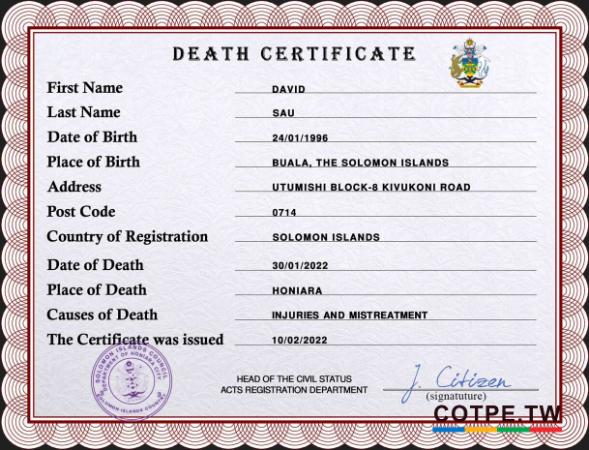 DEATH CERTIFICATE
First Name DAVID
Last Name SAU
Date of Birth 24/01/1996
Place of Birth BUALA, THE SOLOMON ISLANDS
Address UTUMISHI BLOCK-8 KIVUKONI ROAD
Post Code 0714
Country of Registration SOLOMON ISLANDS
Date of Death 30/01/2022
Place of Death HONIARA
Causes of Death INJURIES AND MISTREATMENT
The Certificate was issued 10/02/2022
SOLOMON ISLANDS COUNCIL
DEPARTMENT OF HONIARA
SOLOMON ISLANDS COUNCIL
HEAD OF THE CIVIL STATUS
ACTS REGISTRATION DEPARTMENT
J. Citizen
(signatuture)
COTPE.TW